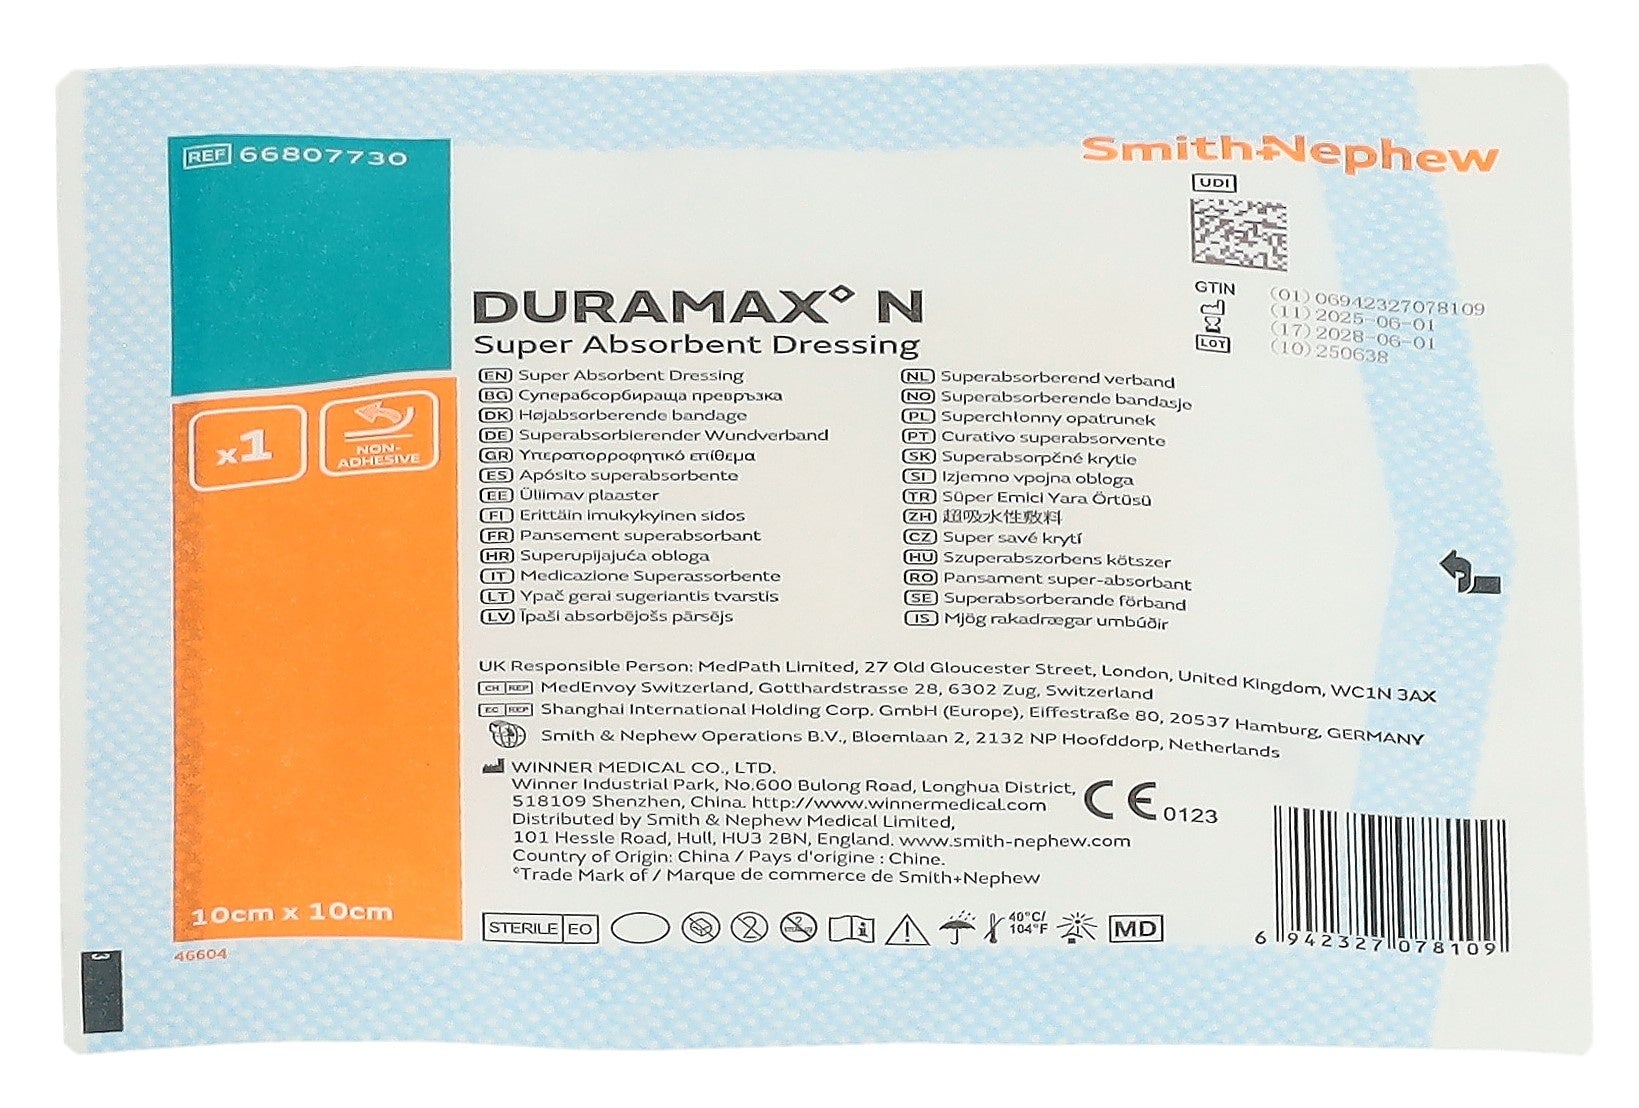 REF 66807730
Smith+Nephew
UDI
GTIN (01) 06942327078109
(11) 2025-06-01
(17) 2028-06-01
LOT (10) 250638
DURAMAX◊ N
Super Absorbent Dressing
x1
NON-
ADHESIVE
EN Super Absorbent Dressing
BG Суперабсорбираща превръзка
DK Højabsorberende bandage
DE Superabsorbierender Wundverband
GR Υπεραπορροφητικό επίθεμα
ES Apósito superabsorbente
EE Üliimav plaaster
FI Erittäin imukykyinen sidos
FR Pansement superabsorbant
HR Superupijajuća obloga
IT Medicazione Superassorbente
LT Ypač gerai sugeriantis tvarstis
LV Īpaši absorbējošs pārsējs
NL Superabsorberend verband
NO Superabsorberende bandasje
PL Superchłonny opatrunek
PT Curativo superabsorvente
SK Superabsorpčné krytie
SI Izjemno vpojna obloga
TR Süper Emici Yara Örtüsü
ZH 超吸水性敷料
CZ Super savé krytí
HU Szuperabszorbens kötszer
RO Pansament super-absorbant
SE Superabsorberande förband
IS Mjög rakadrægar umbúðir
UK Responsible Person: MedPath Limited, 27 Old Gloucester Street, London, United Kingdom, WC1N 3AX
CH REP MedEnvoy Switzerland, Gotthardstrasse 28, 6302 Zug, Switzerland
EC REP Shanghai International Holding Corp. GmbH (Europe), Eiffestraße 80, 20537 Hamburg, GERMANY
Smith & Nephew Operations B.V., Bloemlaan 2, 2132 NP Hoofddorp, Netherlands
WINNER MEDICAL CO., LTD.
Winner Industrial Park, No.600 Bulong Road, Longhua District,
518109 Shenzhen, China. http://www.winnermedical.com
Distributed by Smith & Nephew Medical Limited,
101 Hessle Road, Hull, HU3 2BN, England. www.smith-nephew.com
Country of Origin: China / Pays d'origine : Chine.
◊Trade Mark of / Marque de commerce de Smith+Nephew
CE 0123
10cm x 10cm
STERILE EO
2
i
40°C/
104°F
MD
6 942327 078109
46604
3